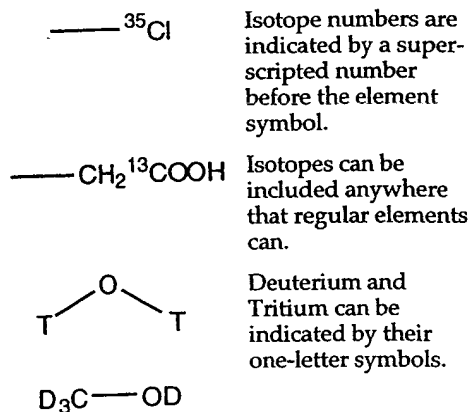 ³⁵Cl
Isotope numbers are
indicated by a super-
scripted number
before the element
symbol.
CH₂¹³COOH
Isotopes can be
included anywhere
that regular elements
can.
O
T T
Deuterium and
Tritium can be
indicated by their
one-letter symbols.
D₃C OD